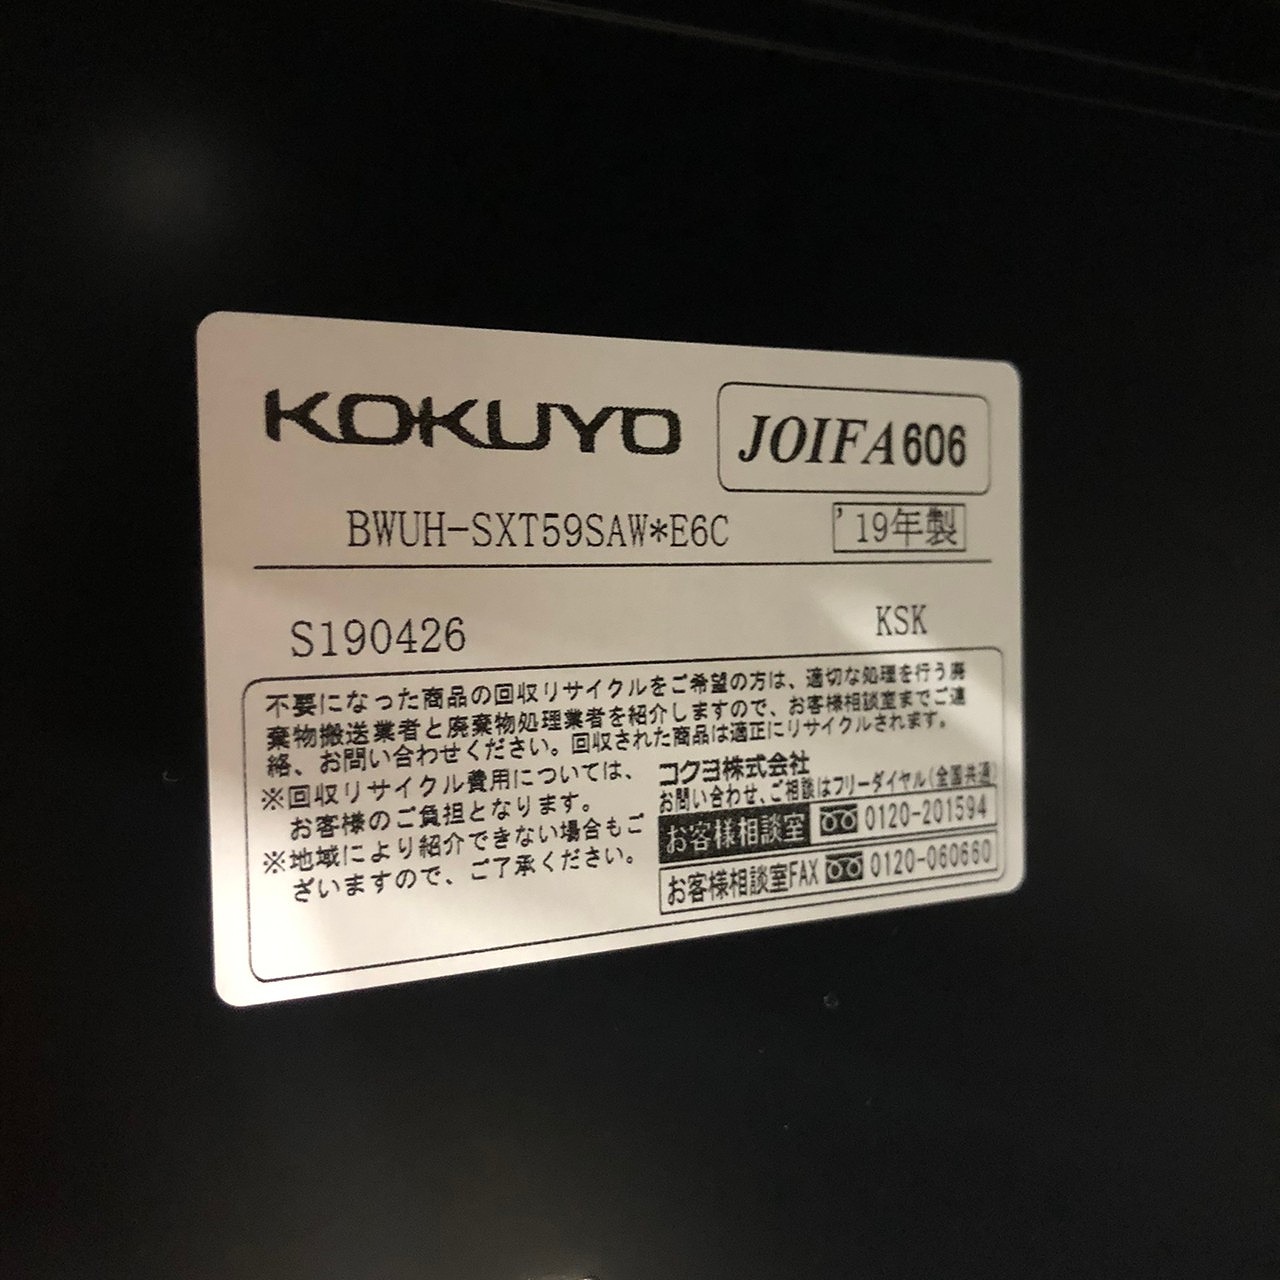 KOKUYO JOIFA606
BWUH-SXT59SAW*E6C '19年製
S190426 KSK
不要になった商品の回収リサイクルをご希望の方は、適切な処理を行う廃
棄物搬送業者と廃棄物処理業者を紹介しますので、お客様相談室までご連
絡、お問い合わせください。回収された商品は適正にリサイクルされます。
※回収リサイクル費用については、
お客様のご負担となります。
※地域により紹介できない場合もご
ざいますので、ご了承ください。
コクヨ株式会社
お問い合わせ、ご相談はフリーダイヤル(全国共通)
お客様相談室 0120-201594
お客様相談室FAX 0120-060660